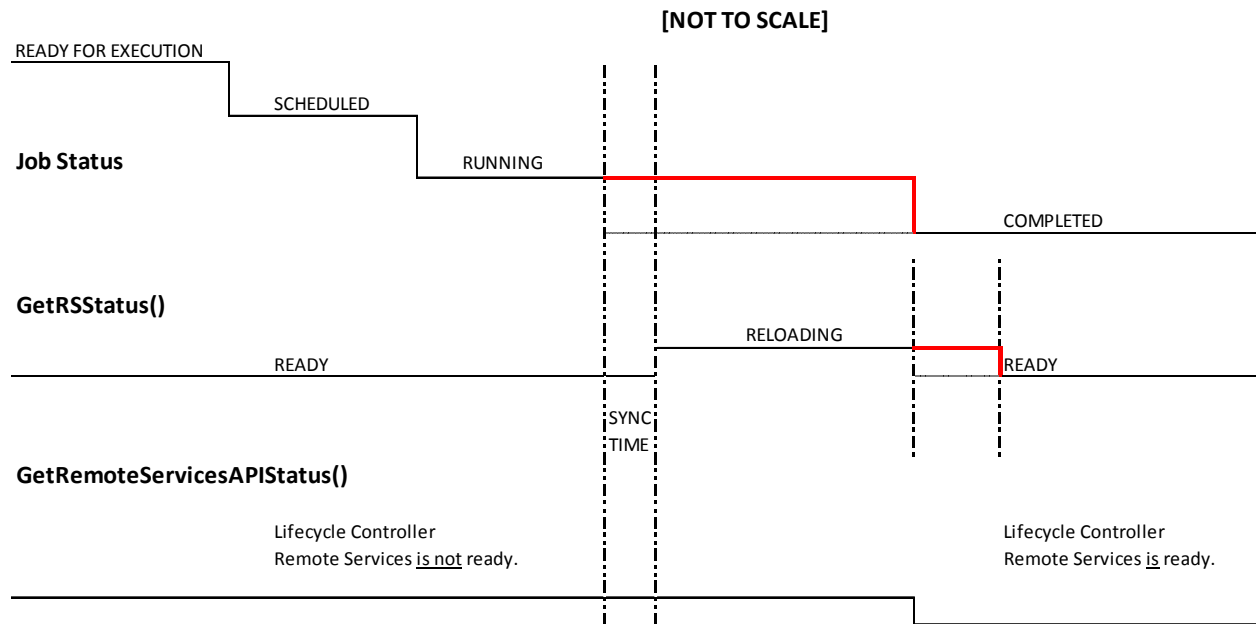 [NOT TO SCALE]
READY FOR EXECUTION
SCHEDULED
Job Status
RUNNING
COMPLETED
GetRSStatus()
RELOADING
READY
READY
SYNC
TIME
GetRemoteServicesAPIStatus()
Lifecycle Controller
Remote Services is not ready.
Lifecycle Controller
Remote Services is ready.